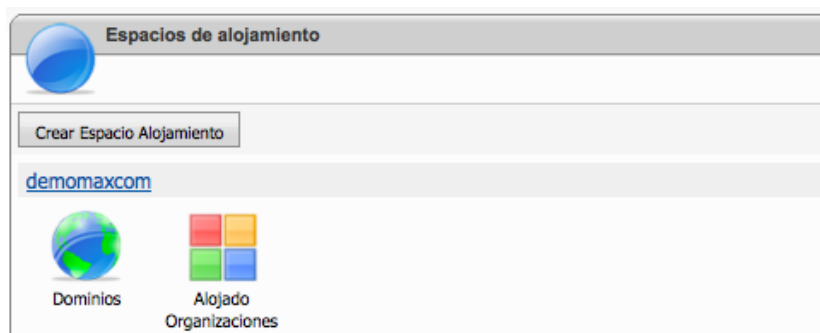 Espacios de alojamiento
Crear Espacio Alojamiento
demomaxcom
Dominios
Alojado
Organizaciones